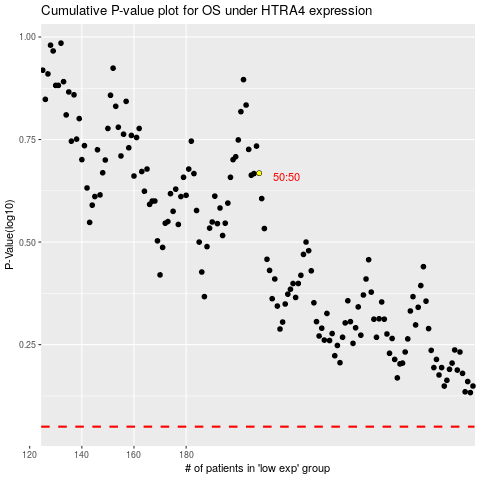 Cumulative P-value plot for OS under HTRA4 expression
P-Value(log10)
1.00
0.75
0.50
0.25
50:50
120 140 160 180
# of patients in 'low exp' group